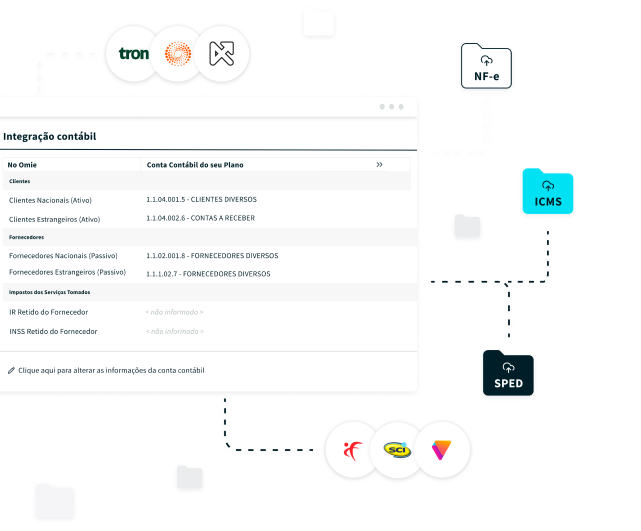 tron
NF-e
Integração contábil
No Omie Conta Contábil do seu Plano »
Clientes
Clientes Nacionais (Ativo) 1.1.04.001.5 - CLIENTES DIVERSOS
Clientes Estrangeiros (Ativo) 1.1.04.002.6 - CONTAS A RECEBER
ICMS
Fornecedores
Fornecedores Nacionais (Passivo) 1.1.02.001.8 - FORNECEDORES DIVERSOS
Fornecedores Estrangeiros (Passivo) 1.1.1.02.7 - FORNECEDORES DIVERSOS
Impostos dos Serviços Tomados
IR Retido do Fornecedor < não informado >
INSS Retido do Fornecedor < não informado >
Clique aqui para alterar as informações da conta contábil
SPED
SCI